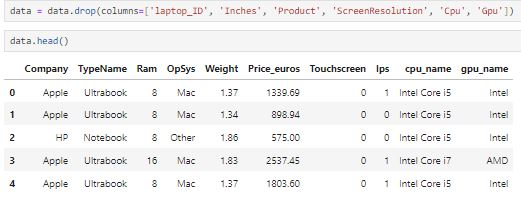 data = data.drop(columns=['laptop_ID', 'Inches', 'Product', 'ScreenResolution', 'Cpu', 'Gpu'])
data.head()
Company TypeName Ram OpSys Weight Price_euros Touchscreen Ips cpu_name gpu_name
0 Apple Ultrabook 8 Mac 1.37 1339.69 0 1 Intel Core i5 Intel
1 Apple Ultrabook 8 Mac 1.34 898.94 0 0 Intel Core i5 Intel
2 HP Notebook 8 Other 1.86 575.00 0 0 Intel Core i5 Intel
3 Apple Ultrabook 16 Mac 1.83 2537.45 0 1 Intel Core i7 AMD
4 Apple Ultrabook 8 Mac 1.37 1803.60 0 1 Intel Core i5 Intel